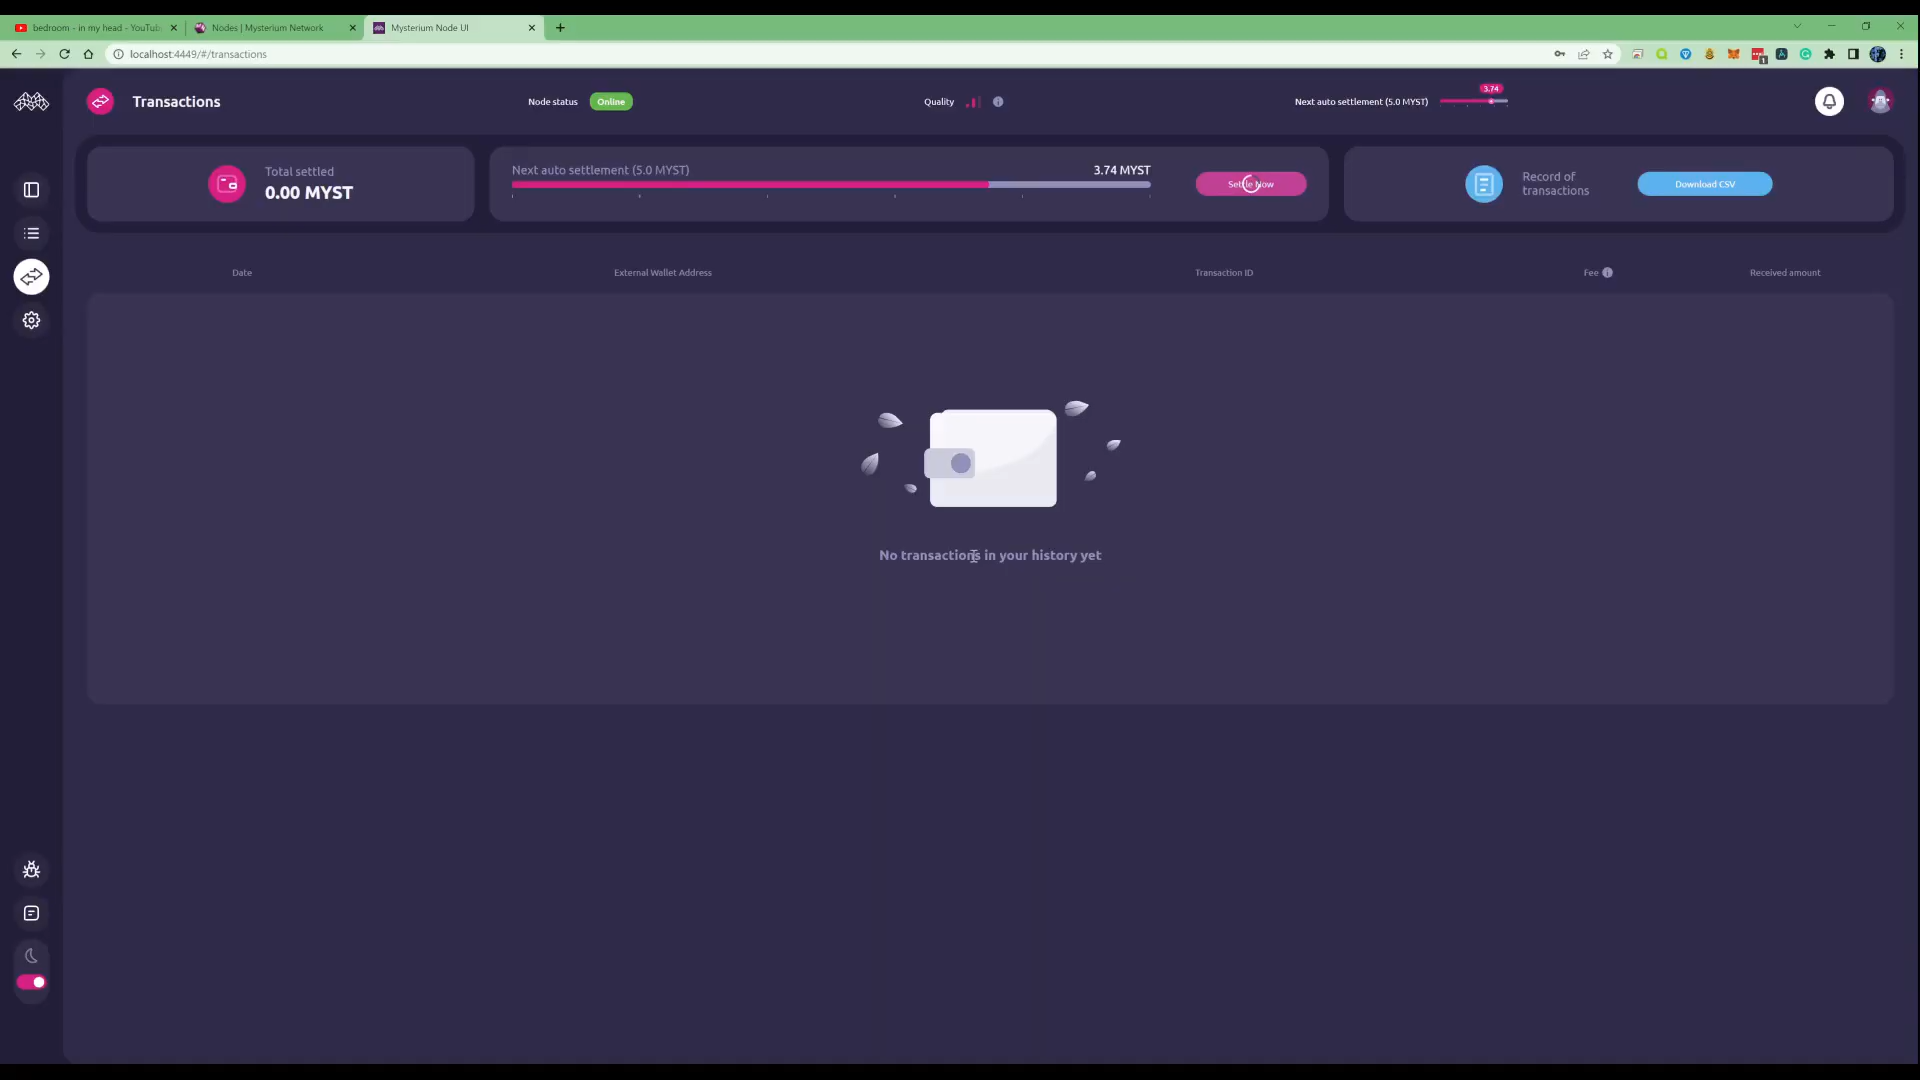 bedroom - in my head - YouTub
Nodes | Mysterium Network
Mysterium Node UI
localhost:4449/#/transactions
1
Transactions
Node status
Online
Quality
Next auto settlement (5.0 MYST)
3.74
Total settled
0.00 MYST
Next auto settlement (5.0 MYST)
3.74 MYST
Settle Now
Record of
transactions
Download CSV
Date
External Wallet Address
Transaction ID
Fee
Received amount
No transactions in your history yet